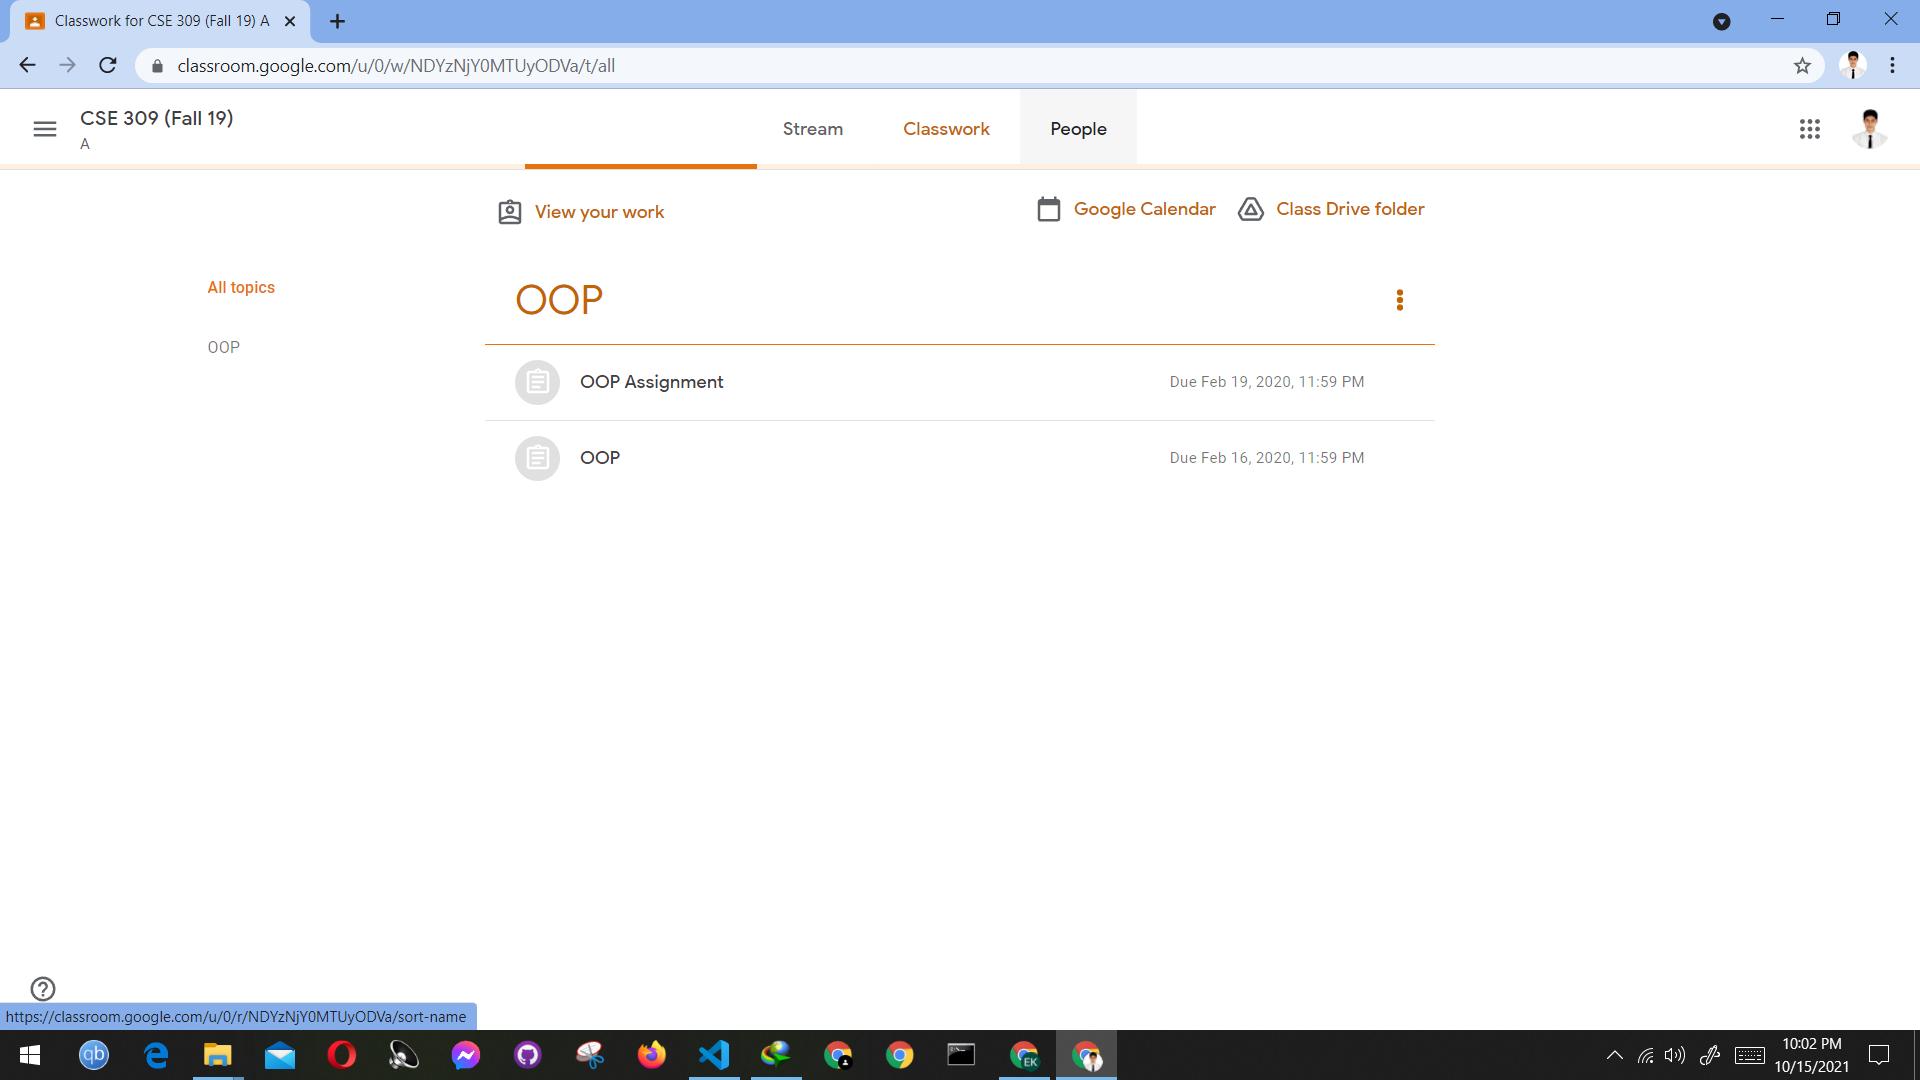 Classwork for CSE 309 (Fall 19) A
classroom.google.com/u/0/w/NDYzNjY0MTUyODVa/t/all
CSE 309 (Fall 19)
A
Stream
Classwork
People
View your work
Google Calendar
Class Drive folder
All topics
OOP
OOP
OOP Assignment
Due Feb 19, 2020, 11:59 PM
OOP
Due Feb 16, 2020, 11:59 PM
https://classroom.google.com/u/0/r/NDYzNjY0MTUyODVa/sort-name
qb
EK
10:02 PM
10/15/2021